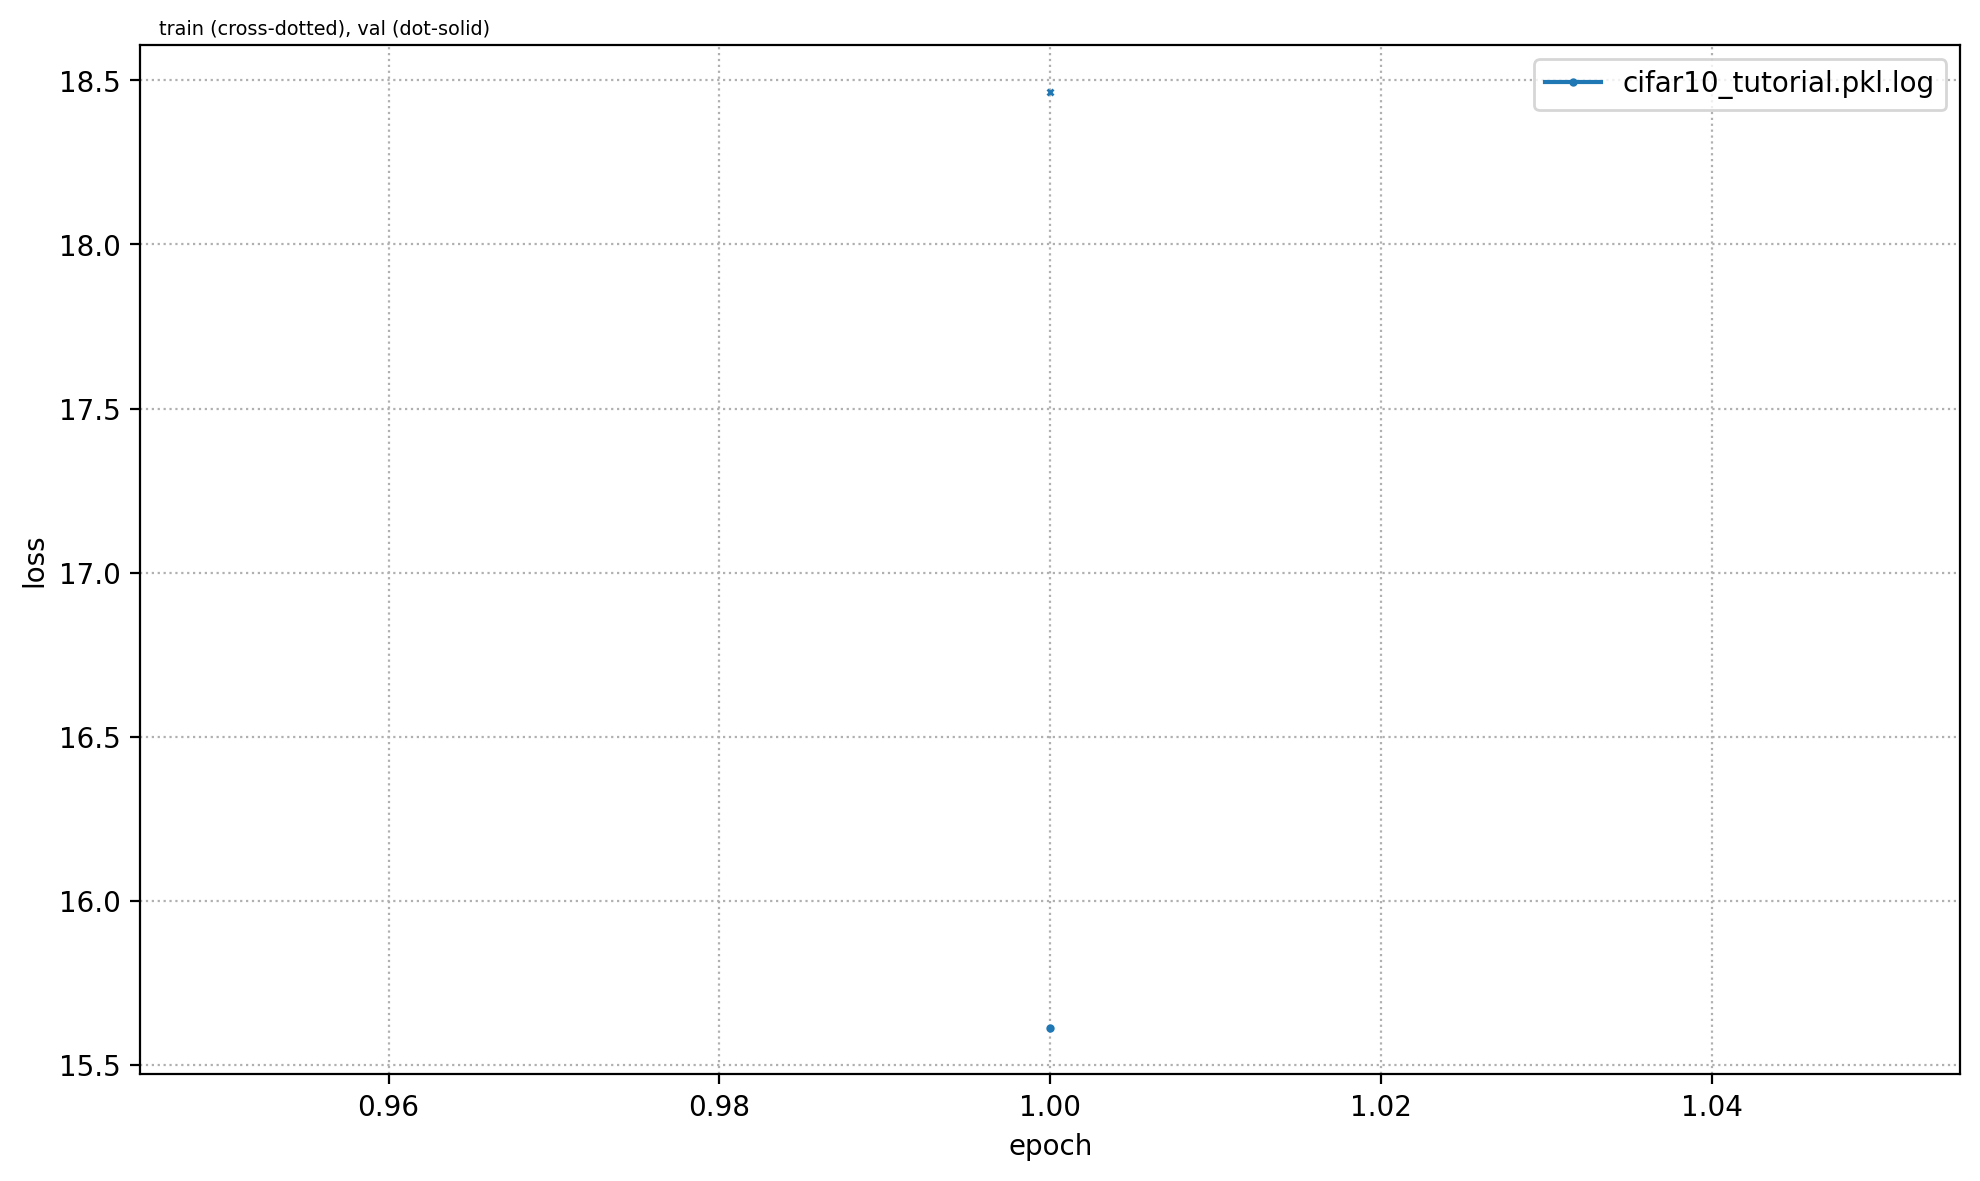 train (cross-dotted), val (dot-solid)
cifar10_tutorial.pkl.log
18.5
18.0
17.5
17.0
16.5
16.0
15.5
loss
0.96 0.98 1.00 1.02 1.04
epoch